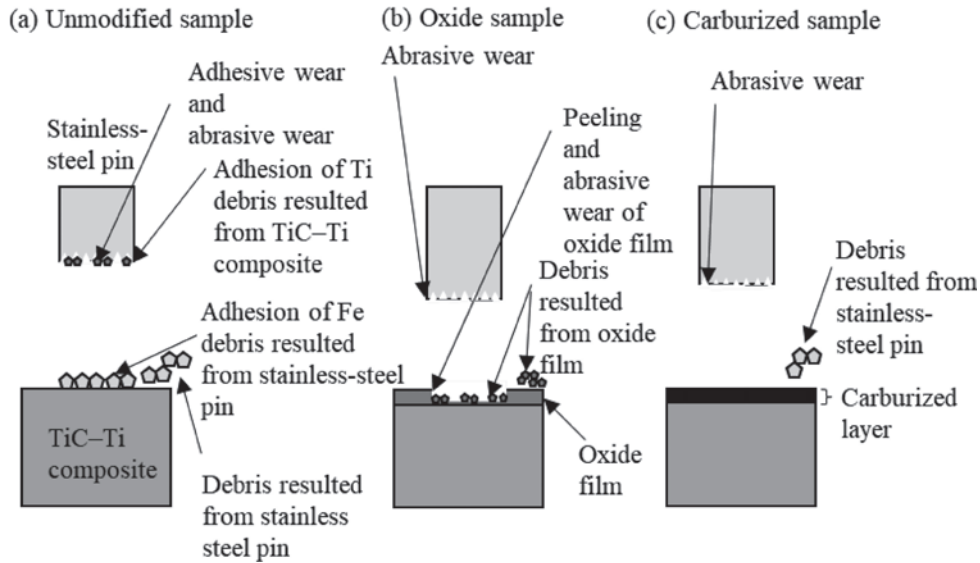 (a) Unmodified sample
Adhesive wear
and
abrasive wear
Stainless-
steel pin
Adhesion of Ti
debris resulted
from TiC–Ti
composite
Adhesion of Fe
debris resulted
from stainless-steel
pin
TiC–Ti
composite
Debris resulted
from stainless
steel pin
(b) Oxide sample
Abrasive wear
Peeling
and
abrasive
wear of
oxide film
Debris
resulted
from oxide
film
Oxide
film
(c) Carburized sample
Abrasive wear
Debris
resulted from
stainless-
steel pin
Carburized
layer